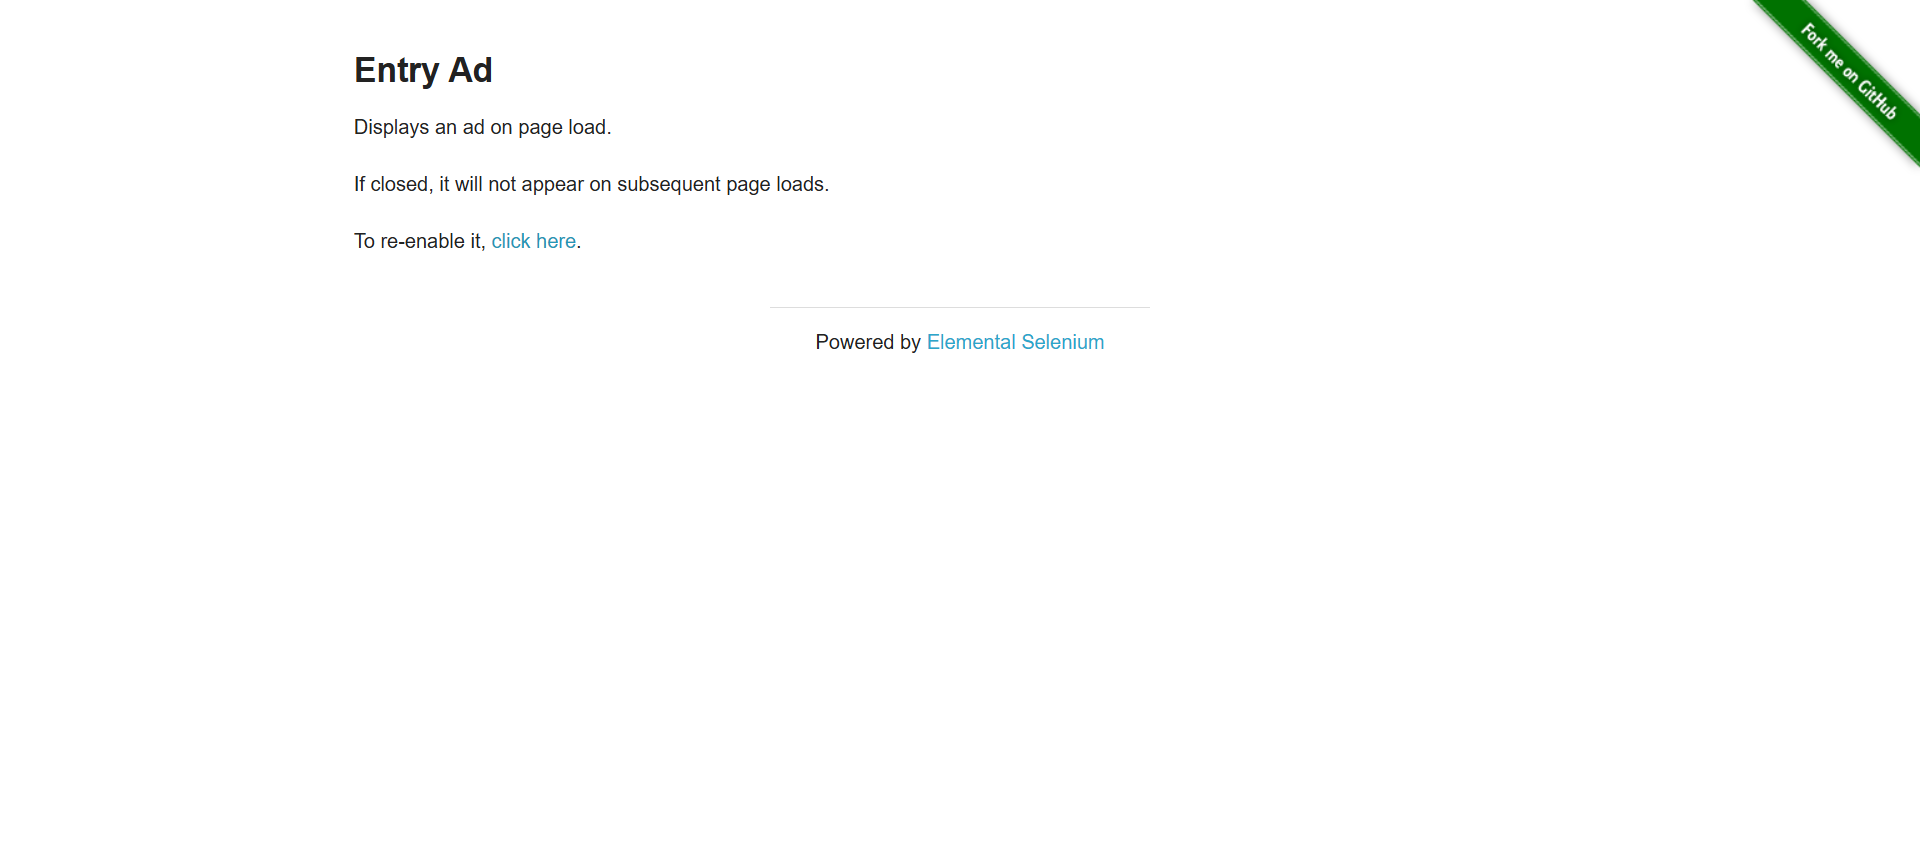 Entry Ad
Displays an ad on page load.
If closed, it will not appear on subsequent page loads.
To re-enable it, click here.
Powered by Elemental Selenium
Fork me on GitHub